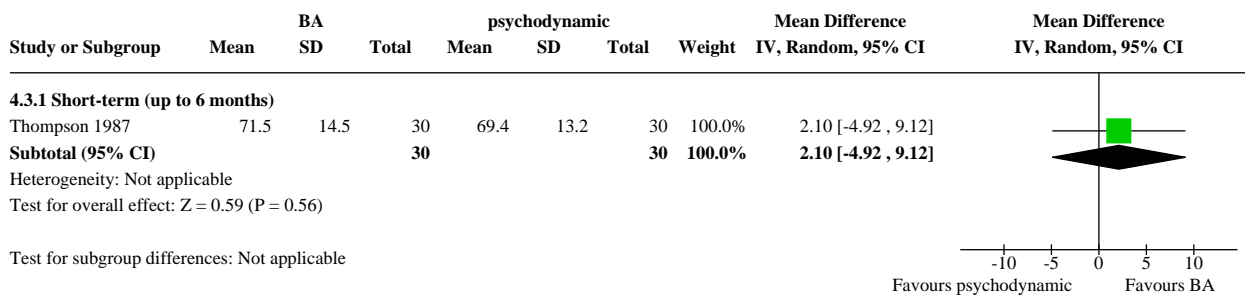 BA psychodynamic Mean Difference Mean Difference
Study or Subgroup Mean SD Total Mean SD Total Weight IV, Random, 95% CI IV, Random, 95% CI
4.3.1 Short-term (up to 6 months)
Thompson 1987 71.5 14.5 30 69.4 13.2 30 100.0% 2.10 [-4.92 , 9.12]
Subtotal (95% CI) 30 30 100.0% 2.10 [-4.92 , 9.12]
Heterogeneity: Not applicable
Test for overall effect: Z = 0.59 (P = 0.56)
Test for subgroup differences: Not applicable
-10 -5 0 5 10
Favours psychodynamic Favours BA